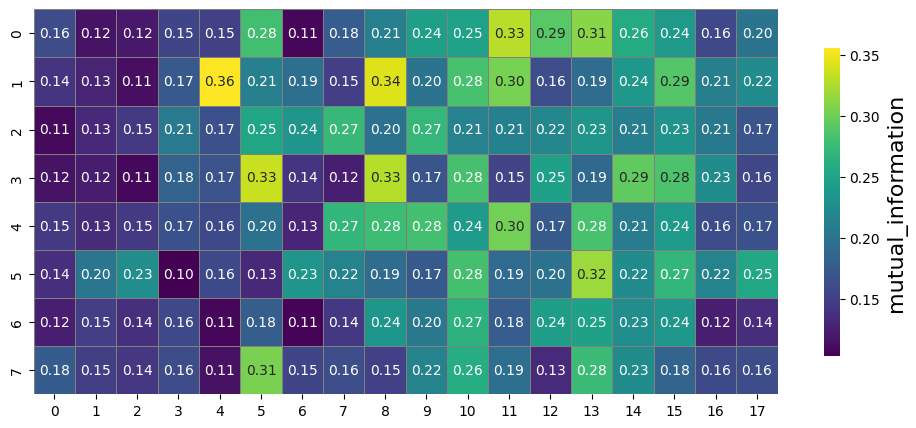 0 0.16 0.12 0.12 0.15 0.15 0.28 0.11 0.18 0.21 0.24 0.25 0.33 0.29 0.31 0.26 0.24 0.16 0.20
1 0.14 0.13 0.11 0.17 0.36 0.21 0.19 0.15 0.34 0.20 0.28 0.30 0.16 0.19 0.24 0.29 0.21 0.22
2 0.11 0.13 0.15 0.21 0.17 0.25 0.24 0.27 0.20 0.27 0.21 0.21 0.22 0.23 0.21 0.23 0.21 0.17
3 0.12 0.12 0.11 0.18 0.17 0.33 0.14 0.12 0.33 0.17 0.28 0.15 0.25 0.19 0.29 0.28 0.23 0.16
4 0.15 0.13 0.15 0.17 0.16 0.20 0.13 0.27 0.28 0.28 0.24 0.30 0.17 0.28 0.21 0.24 0.16 0.17
5 0.14 0.20 0.23 0.10 0.16 0.13 0.23 0.22 0.19 0.17 0.28 0.19 0.20 0.32 0.22 0.27 0.22 0.25
6 0.12 0.15 0.14 0.16 0.11 0.18 0.11 0.14 0.24 0.20 0.27 0.18 0.24 0.25 0.23 0.24 0.12 0.14
7 0.18 0.15 0.14 0.16 0.11 0.31 0.15 0.16 0.15 0.22 0.26 0.19 0.13 0.28 0.23 0.18 0.16 0.16
0 1 2 3 4 5 6 7 8 9 10 11 12 13 14 15 16 17
0.35
0.30
0.25
0.20
0.15
mutual_information